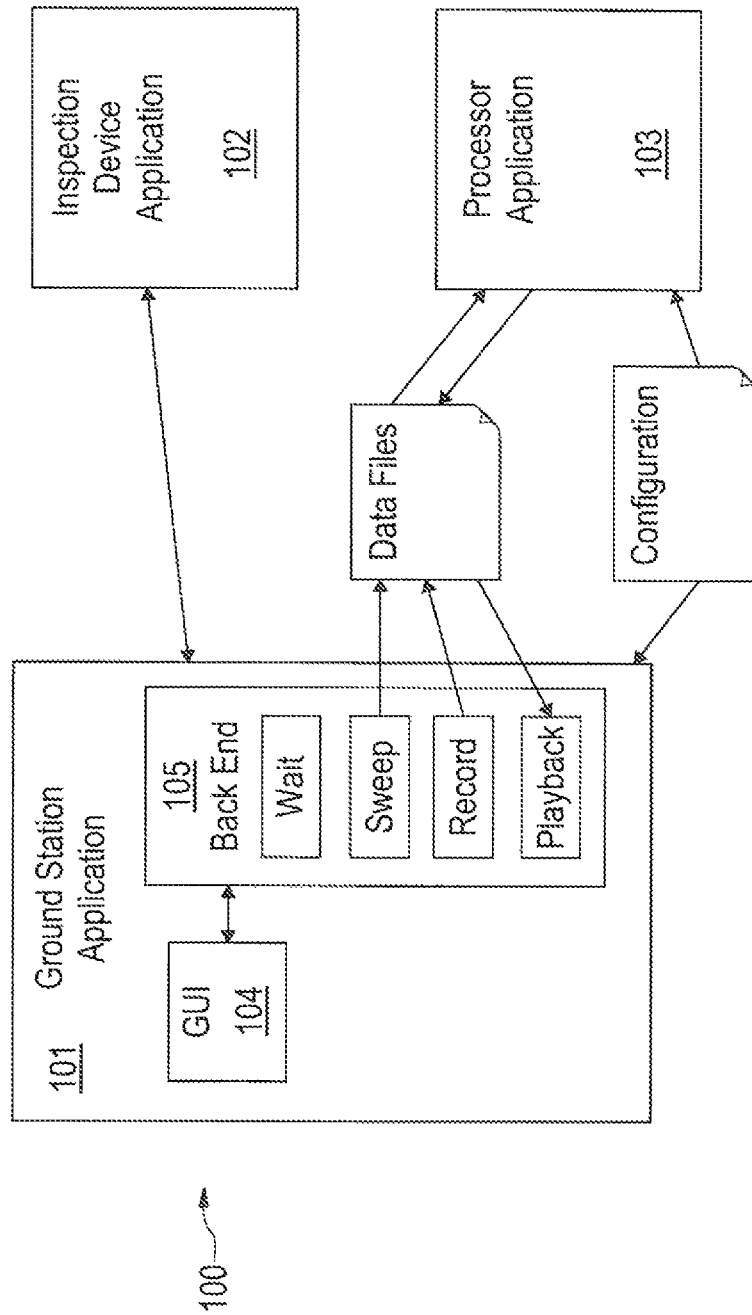 100
101
Ground Station
Application
GUI
104
105
Back End
Wait
Sweep
Record
Playback
Inspection
Device
Application
102
Data Files
Processor
Application
103
Configuration